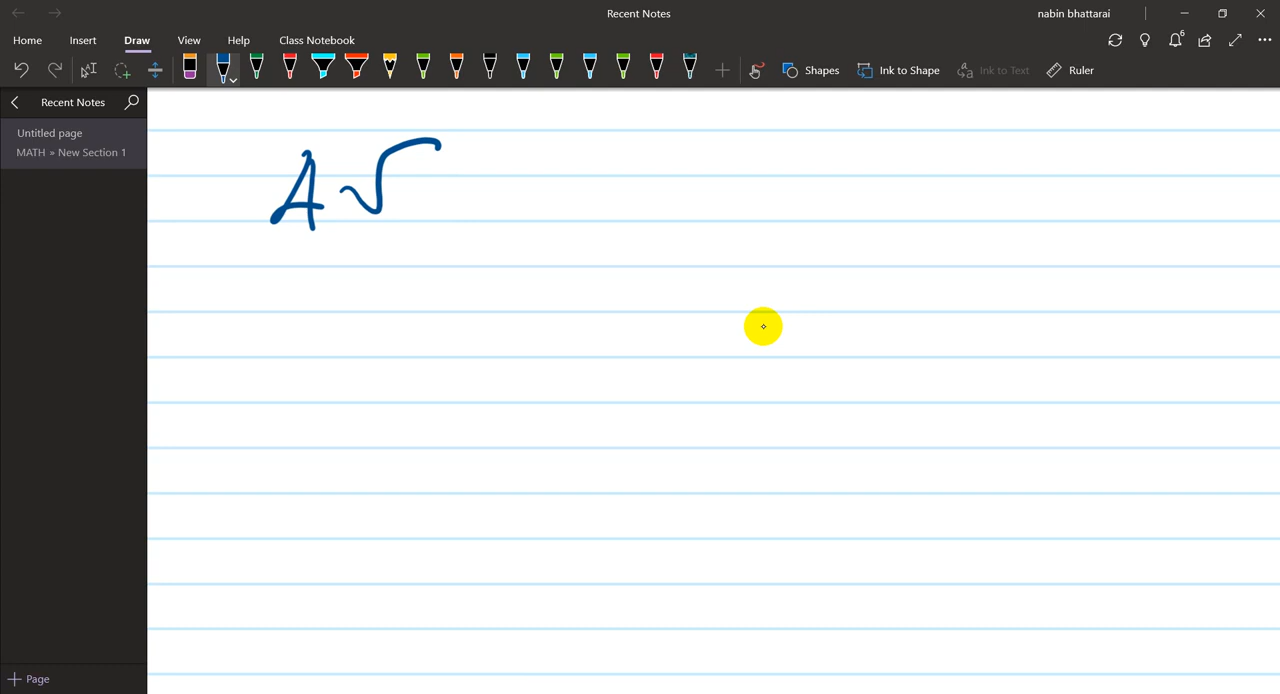 Recent Notes
nabin bhattarai
Home Insert Draw View Help Class Notebook
6
Shapes Ink to Shape Ink to Text Ruler
Recent Notes
Untitled page
MATH » New Section 1
A√
Page